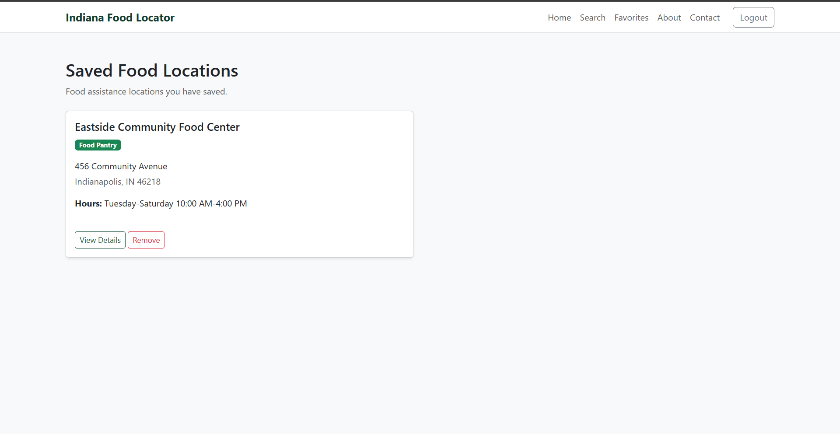 Indiana Food Locator
Home Search Favorites About Contact Logout
Saved Food Locations
Food assistance locations you have saved.
Eastside Community Food Center
Food Pantry
456 Community Avenue
Indianapolis, IN 46218
Hours: Tuesday-Saturday 10:00 AM-4:00 PM
View Details Remove